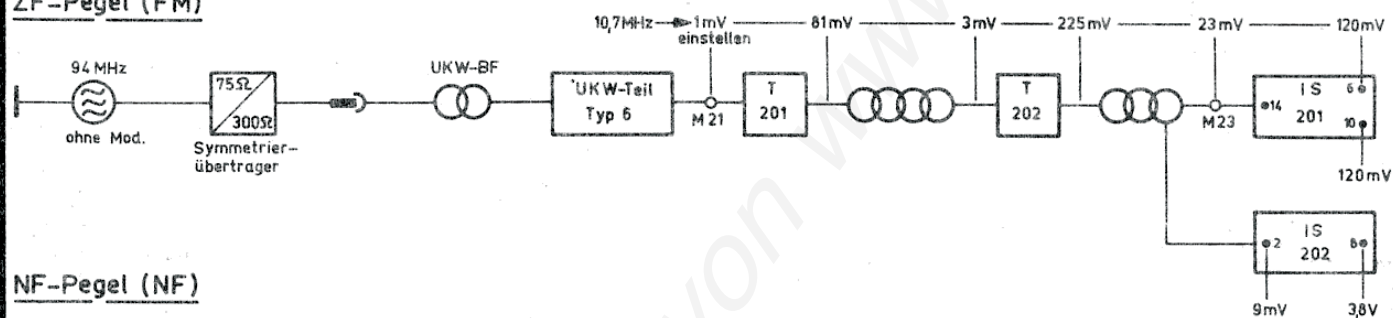 ZF-Pegel (FM)
10,7MHz 1mV 81mV 3mV 225mV 23mV 120mV
einstellen
94 MHz
ohne Mod.
75Ω
300Ω
Symmetrier-
übertrager
UKW-BF
UKW-Teil
Typ 6
M 21
T
201
T
202
M23
14
IS
201
6
10
120mV
IS
202
2
8
9mV
3,8V
NF-Pegel (NF)
von